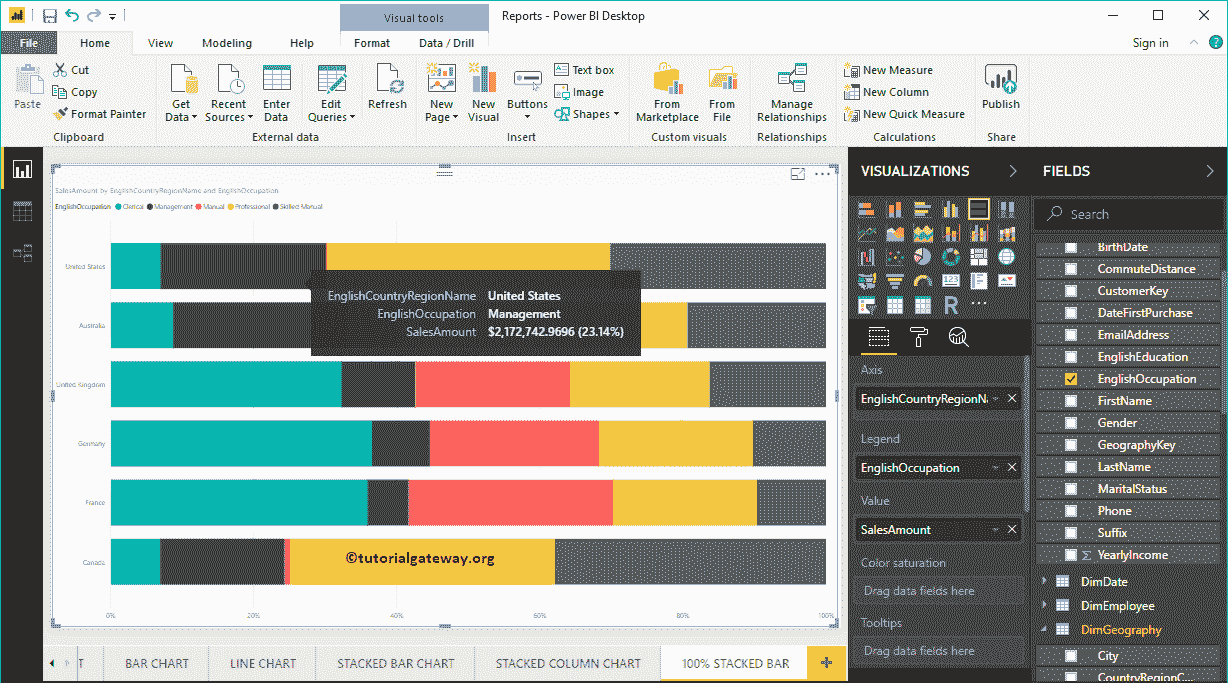 Visual tools
Reports - Power BI Desktop
File Home View Modeling Help Format Data / Drill Sign in
Paste
Cut
Copy
Format Painter
Get Data
Recent Sources
Enter Data
Edit Queries
Refresh
New Page
New Visual
Buttons
Text box
Image
Shapes
From Marketplace
From File
Manage Relationships
New Measure
New Column
New Quick Measure
Publish
Clipboard External data Insert Custom visuals Relationships Calculations Share
SalesAmount by EnglishCountryRegionName and EnglishOccupation
EnglishOccupation Clerical Management Manual Professional Skilled Manual
United States
EnglishCountryRegionName United States
EnglishOccupation Management
SalesAmount $2,172,742.9696 (23.14%)
Australia
United Kingdom
Germany
France
Canada
©tutorialgateway.org
0% 20% 40% 60% 80% 100%
T BAR CHART LINE CHART STACKED BAR CHART STACKED COLUMN CHART 100% STACKED BAR
VISUALIZATIONS
123
R
Axis
EnglishCountryRegionNa
Legend
EnglishOccupation
Value
SalesAmount
Color saturation
Drag data fields here
Tooltips
Drag data fields here
FIELDS
Search
BirthDate
CommuteDistance
CustomerKey
DateFirstPurchase
EmailAddress
EnglishEducation
EnglishOccupation
FirstName
Gender
GeographyKey
LastName
MaritalStatus
Phone
Suffix
Σ YearlyIncome
DimDate
DimEmployee
DimGeography
City
CountryRegionC...